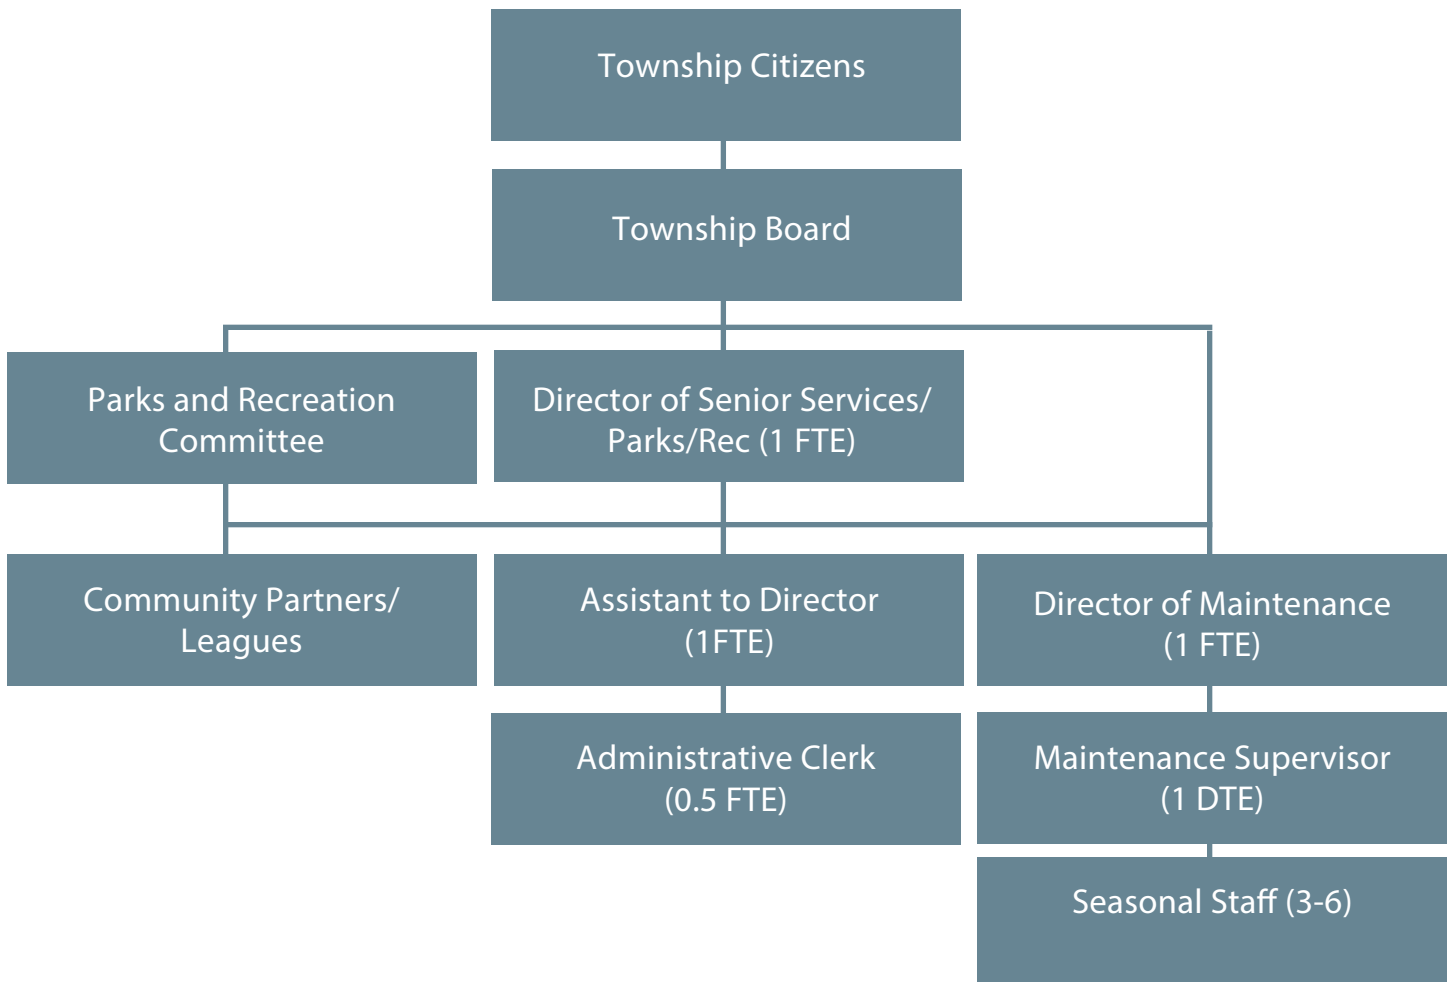 Township Citizens
Township Board
Parks and Recreation
Committee
Director of Senior Services/
Parks/Rec (1 FTE)
Community Partners/
Leagues
Assistant to Director
(1FTE)
Director of Maintenance
(1 FTE)
Administrative Clerk
(0.5 FTE)
Maintenance Supervisor
(1 DTE)
Seasonal Staff (3-6)